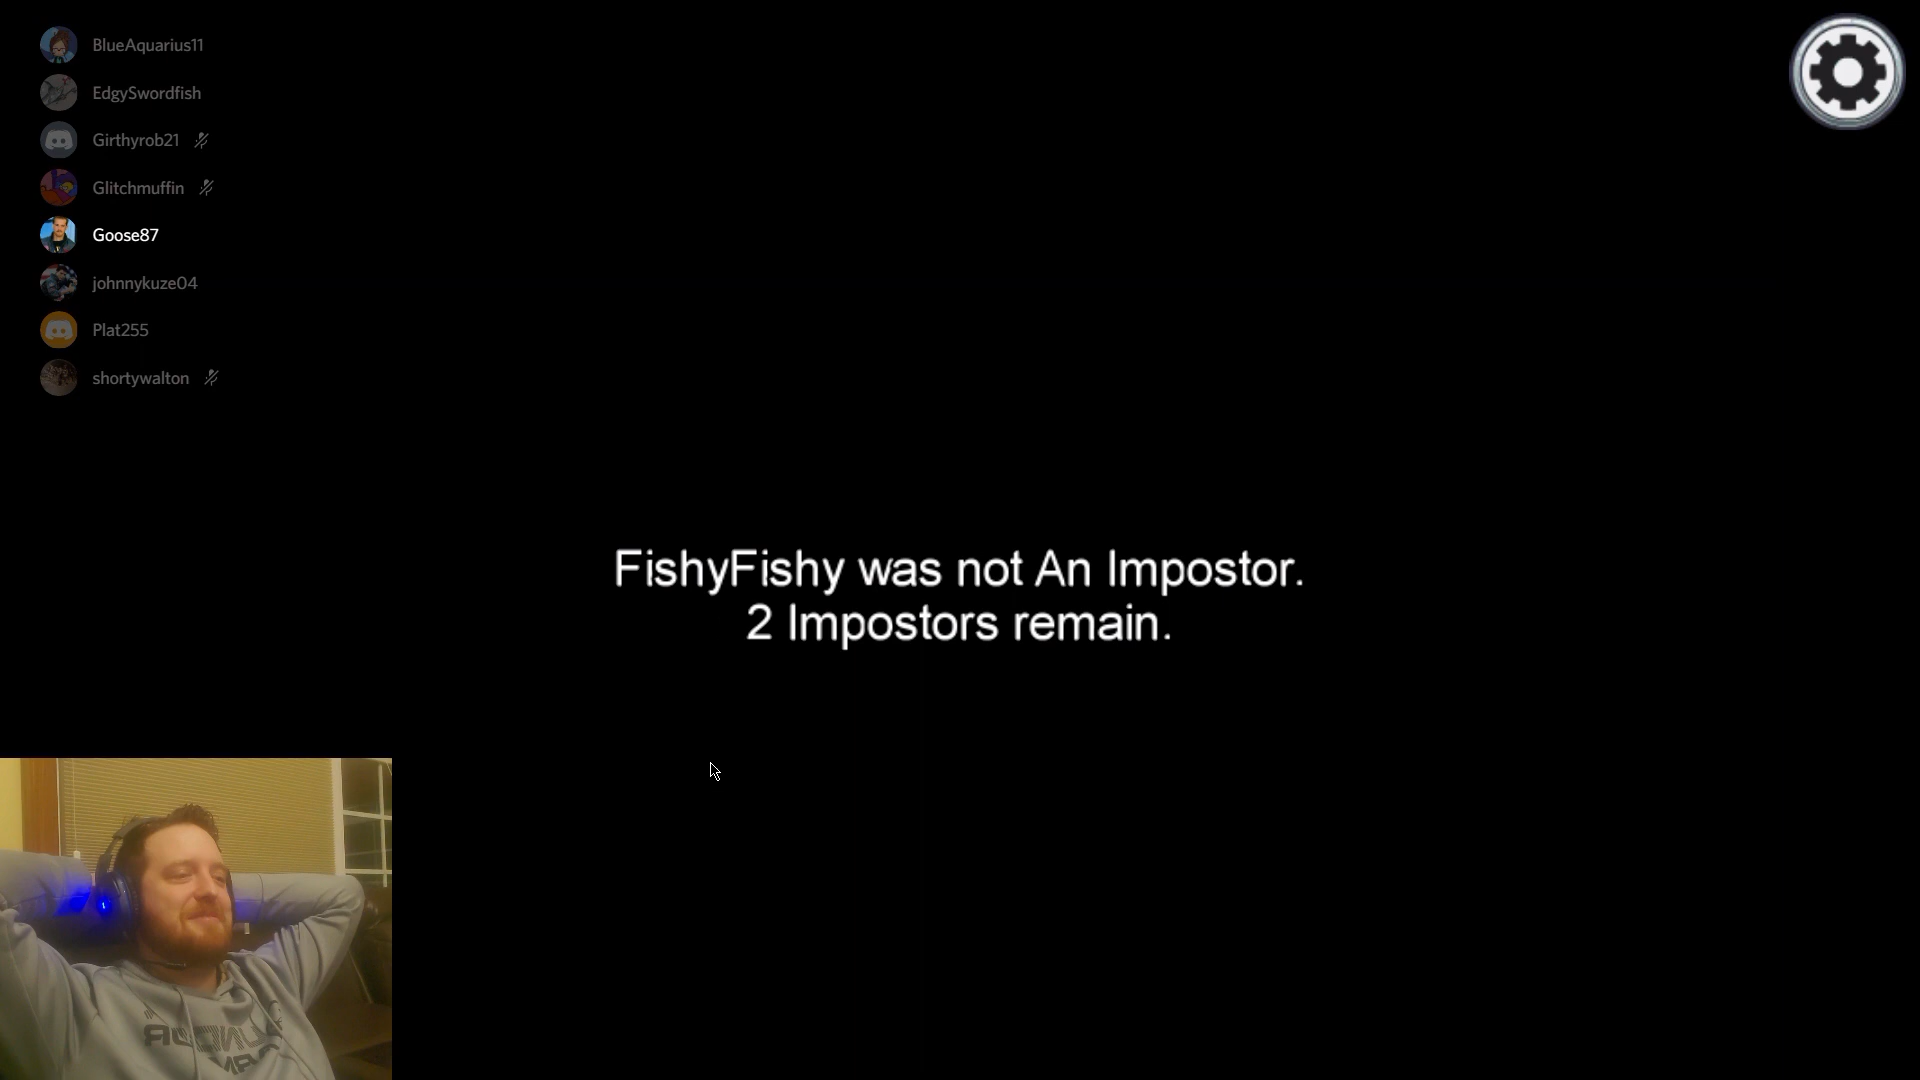 BlueAquarius11
EdgySwordfish
Girthyrob21
Glitchmuffin
Goose87
johnnykuze04
Plat255
shortywalton
FishyFishy was not An Impostor.
2 Impostors remain.